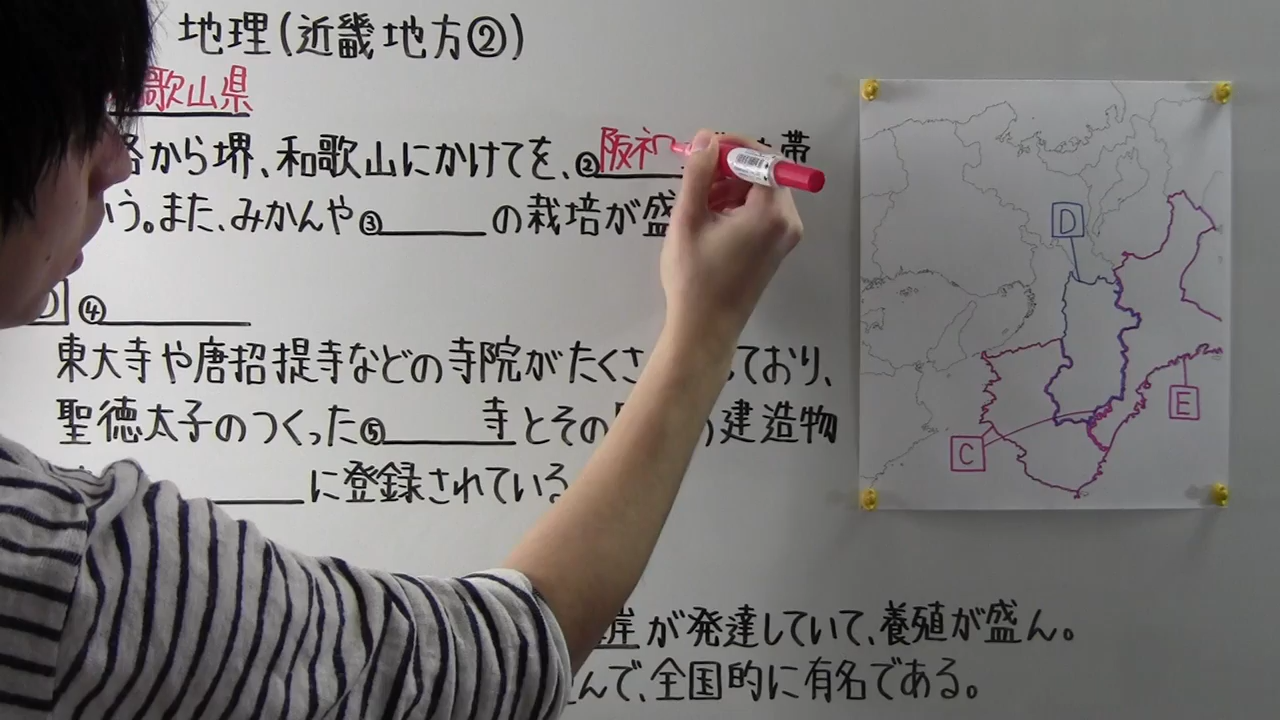 地理(近畿地方②)
歌山県
から堺、和歌山にかけてを、②阪神 帯
う。また、みかんや③ の栽培が盛
D ④
東大寺や唐招提寺などの寺院がたくさ ており、
聖徳太子のつくった⑤ 寺とその 建造物
に登録されている
D
C
E
岸が発達していて、養殖が盛ん。
んで、全国的に有名である。